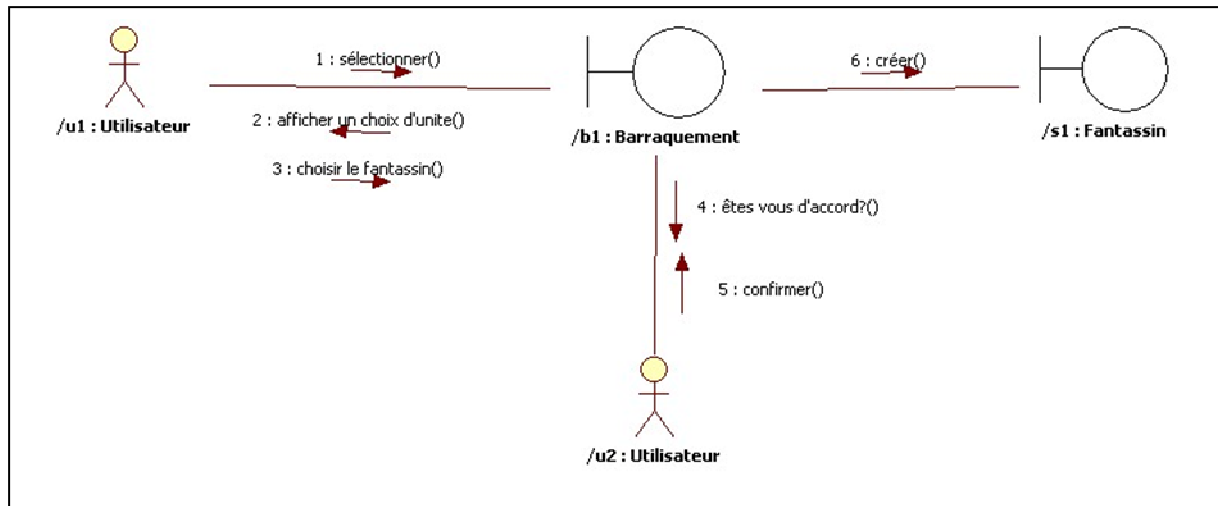 1 : sélectionner()
6 : créer()
/u1 : Utilisateur
2 : afficher un choix d'unite()
/b1 : Barraquement
/s1 : Fantassin
3 : choisir le fantassin()
4 : êtes vous d'accord?()
5 : confirmer()
/u2 : Utilisateur